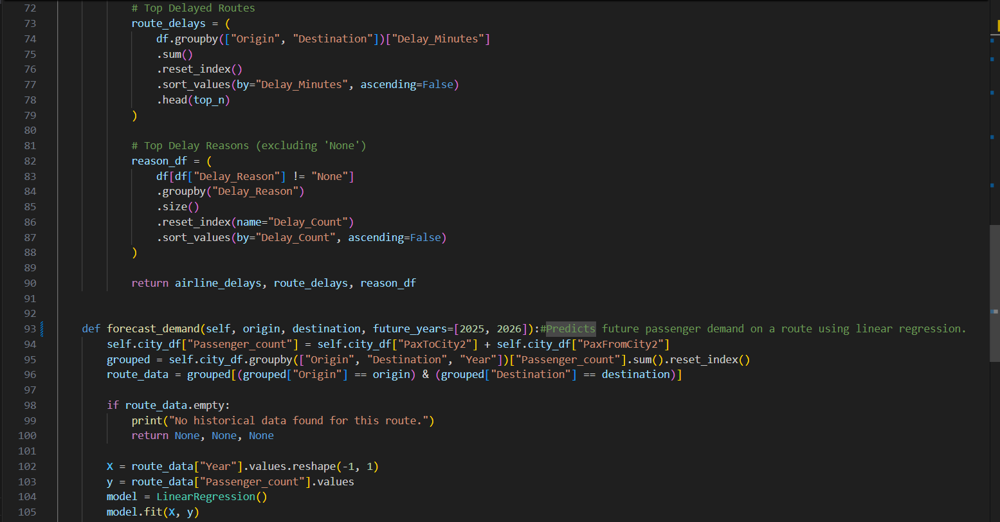 72 # Top Delayed Routes
73 route_delays = (
74 df.groupby(["Origin", "Destination"])["Delay_Minutes"]
75 .sum()
76 .reset_index()
77 .sort_values(by="Delay_Minutes", ascending=False)
78 .head(top_n)
79 )
80
81 # Top Delay Reasons (excluding 'None')
82 reason_df = (
83 df[df["Delay_Reason"] != "None"]
84 .groupby("Delay_Reason")
85 .size()
86 .reset_index(name="Delay_Count")
87 .sort_values(by="Delay_Count", ascending=False)
88 )
89
90 return airline_delays, route_delays, reason_df
91
92
93 def forecast_demand(self, origin, destination, future_years=[2025, 2026]):#Predicts future passenger demand on a route using linear regression.
94 self.city_df["Passenger_count"] = self.city_df["PaxToCity2"] + self.city_df["PaxFromCity2"]
95 grouped = self.city_df.groupby(["Origin", "Destination", "Year"])["Passenger_count"].sum().reset_index()
96 route_data = grouped[(grouped["Origin"] == origin) & (grouped["Destination"] == destination)]
97
98 if route_data.empty:
99 print("No historical data found for this route.")
100 return None, None, None
101
102 X = route_data["Year"].values.reshape(-1, 1)
103 y = route_data["Passenger_count"].values
104 model = LinearRegression()
105 model.fit(X, y)